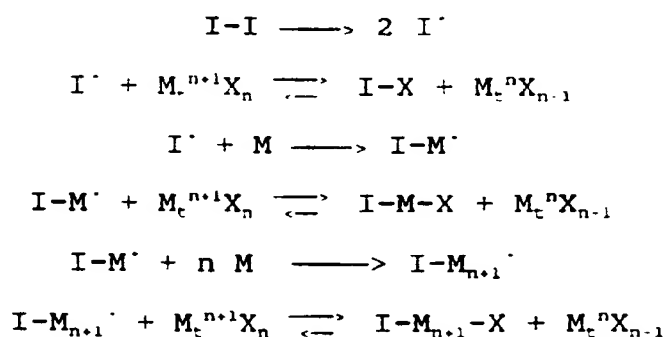 I–I ⟶ 2 I˙
I˙ + Mₜⁿ⁺¹Xₙ ⇌ I–X + MₜⁿXₙ₋₁
I˙ + M ⟶ I–M˙
I–M˙ + Mₜⁿ⁺¹Xₙ ⇌ I–M–X + MₜⁿXₙ₋₁
I–M˙ + n M ⟶ I–Mₙ₊₁˙
I–Mₙ₊₁˙ + Mₜⁿ⁺¹Xₙ ⇌ I–Mₙ₊₁–X + MₜⁿXₙ₋₁